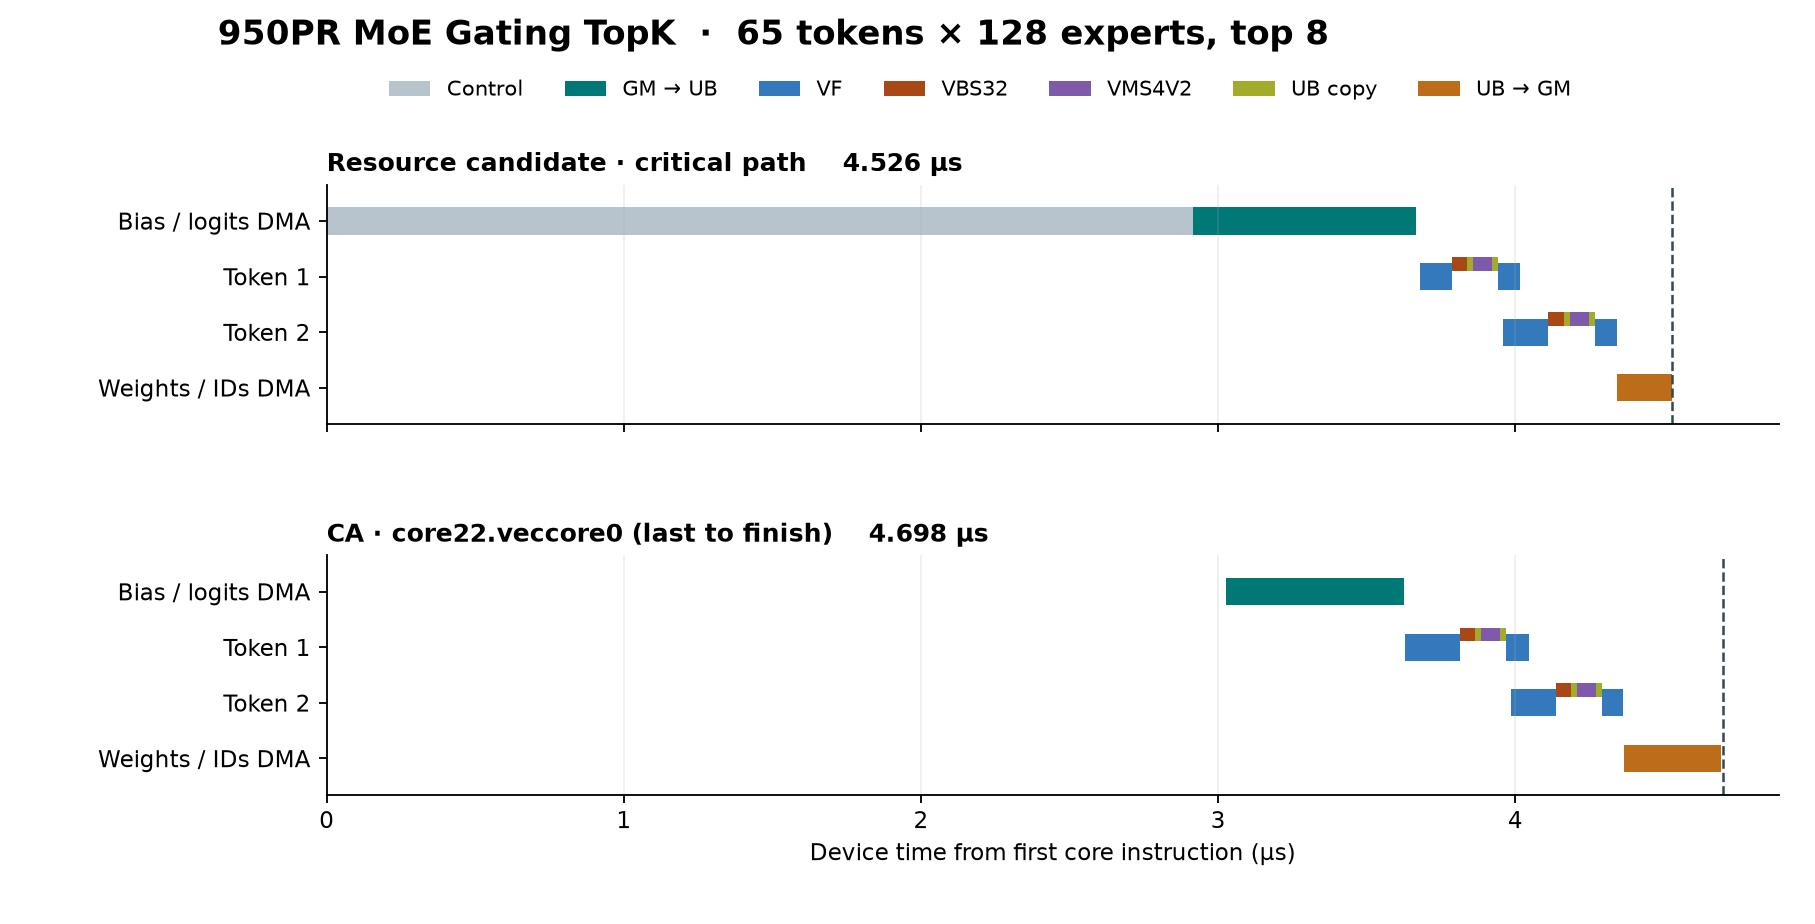 950PR MoE Gating TopK · 65 tokens × 128 experts, top 8
Control GM → UB VF VBS32 VMS4V2 UB copy UB → GM
Resource candidate · critical path 4.526 µs
Bias / logits DMA
Token 1
Token 2
Weights / IDs DMA
CA · core22.veccore0 (last to finish) 4.698 µs
Bias / logits DMA
Token 1
Token 2
Weights / IDs DMA
0 1 2 3 4
Device time from first core instruction (µs)